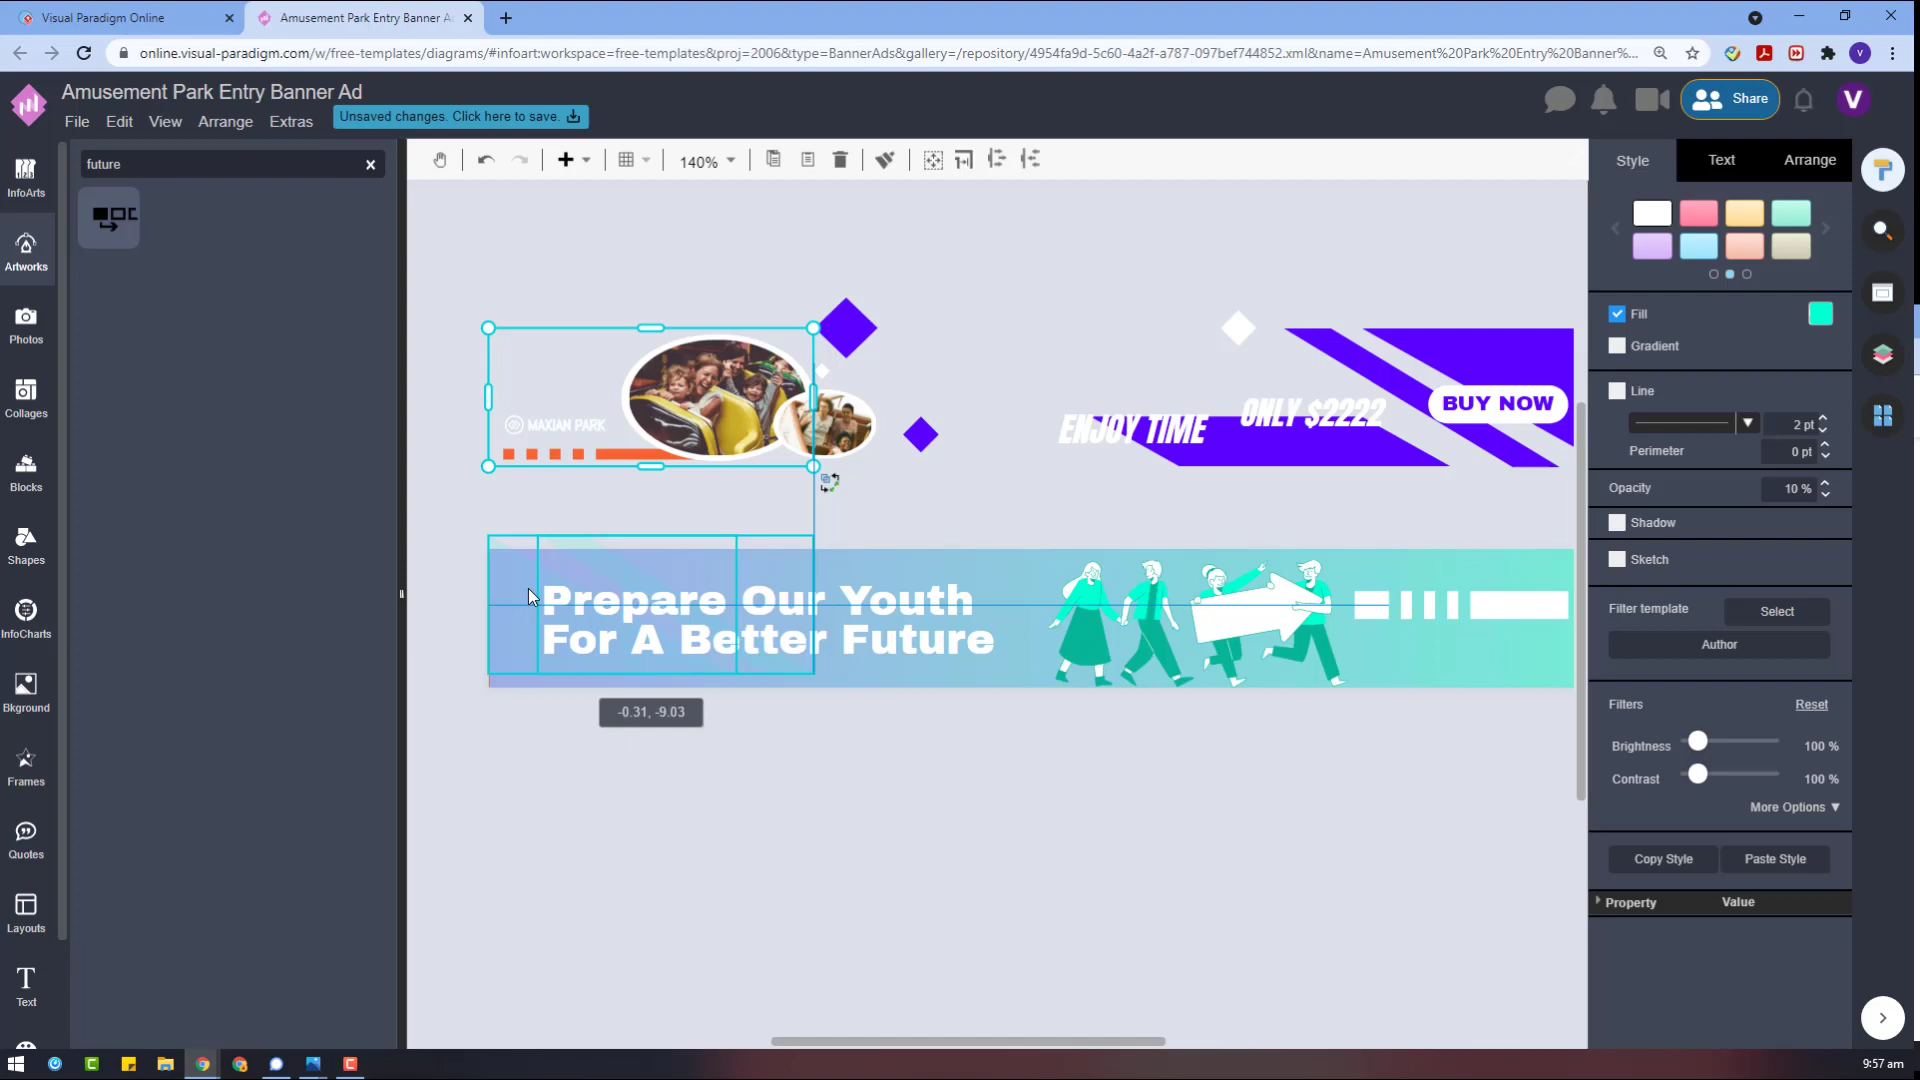 Visual Paradigm Online
Amusement Park Entry Banner A
online.visual-paradigm.com/w/free-templates/diagrams/#infoart:workspace=free-templates&proj=2006&type=BannerAds&gallery=/repository/4954fa9d-5c60-4a2f-a787-097bef744852.xml&name=Amusement%20Park%20Entry%20Banner%...
Amusement Park Entry Banner Ad
File Edit View Arrange Extras
Unsaved changes. Click here to save.
Share
V
future
140%
Style Text Arrange
InfoArts
Artworks
Photos
Collages
Blocks
Shapes
InfoCharts
Bkground
Frames
Quotes
Layouts
Text
MAXIAN PARK
ENJOY TIME
ONLY $2222
BUY NOW
Prepare Our Youth
For A Better Future
-0.31, -9.03
Fill
Gradient
Line
2 pt
Perimeter 0 pt
Opacity 10 %
Shadow
Sketch
Filter template Select
Author
Filters Reset
Brightness 100 %
Contrast 100 %
More Options ▼
Copy Style Paste Style
Property Value
9:57 am